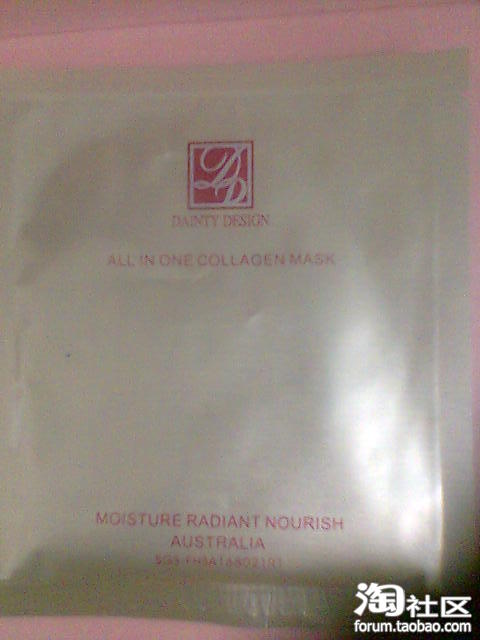 DD
DAINTY DESIGN
ALL IN ONE COLLAGEN MASK
MOISTURE RADIANT NOURISH
AUSTRALIA
淘社区
forum.taobao.com